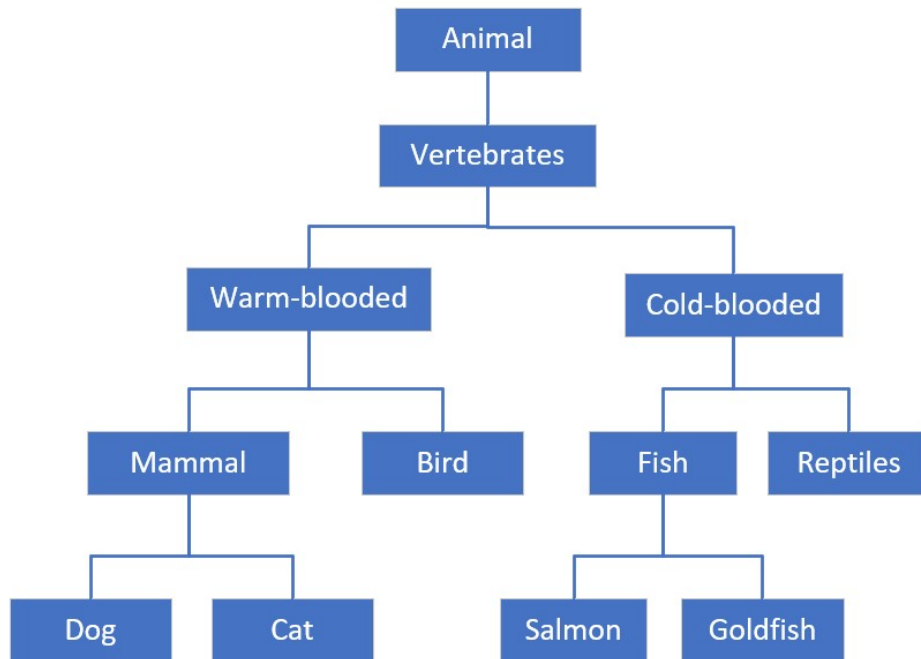 Animal
Vertebrates
Warm-blooded
Cold-blooded
Mammal
Bird
Fish
Reptiles
Dog
Cat
Salmon
Goldfish